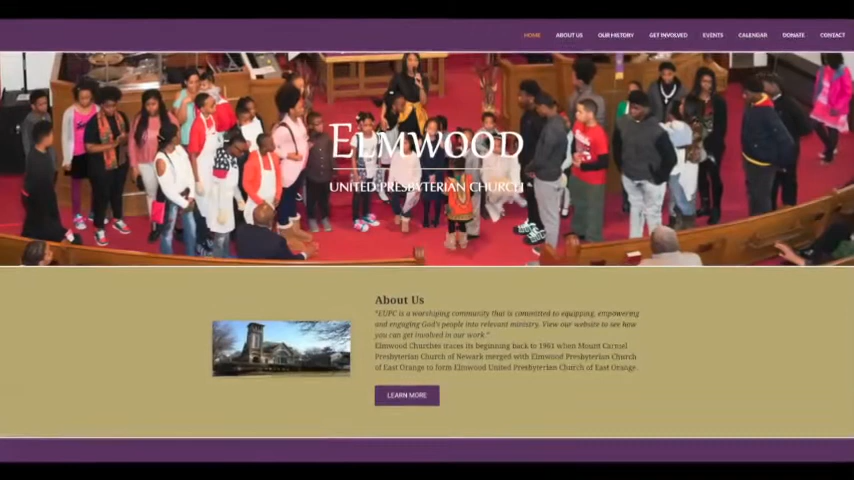 HOME ABOUT US OUR HISTORY GET INVOLVED EVENTS CALENDAR DONATE CONTACT
ELMWOOD
UNITED PRESBYTERIAN CHURCH
About Us
"EUPC is a worshiping community that is committed to equipping, empowering
and engaging God's people into relevant ministry. View our website to see how
you can get involved in our work."
Elmwood Churches traces its beginning back to 1961 when Mount Carmel
Presbyterian Church of Newark merged with Elmwood Presbyterian Church
of East Orange to form Elmwood United Presbyterian Church of East Orange.
LEARN MORE